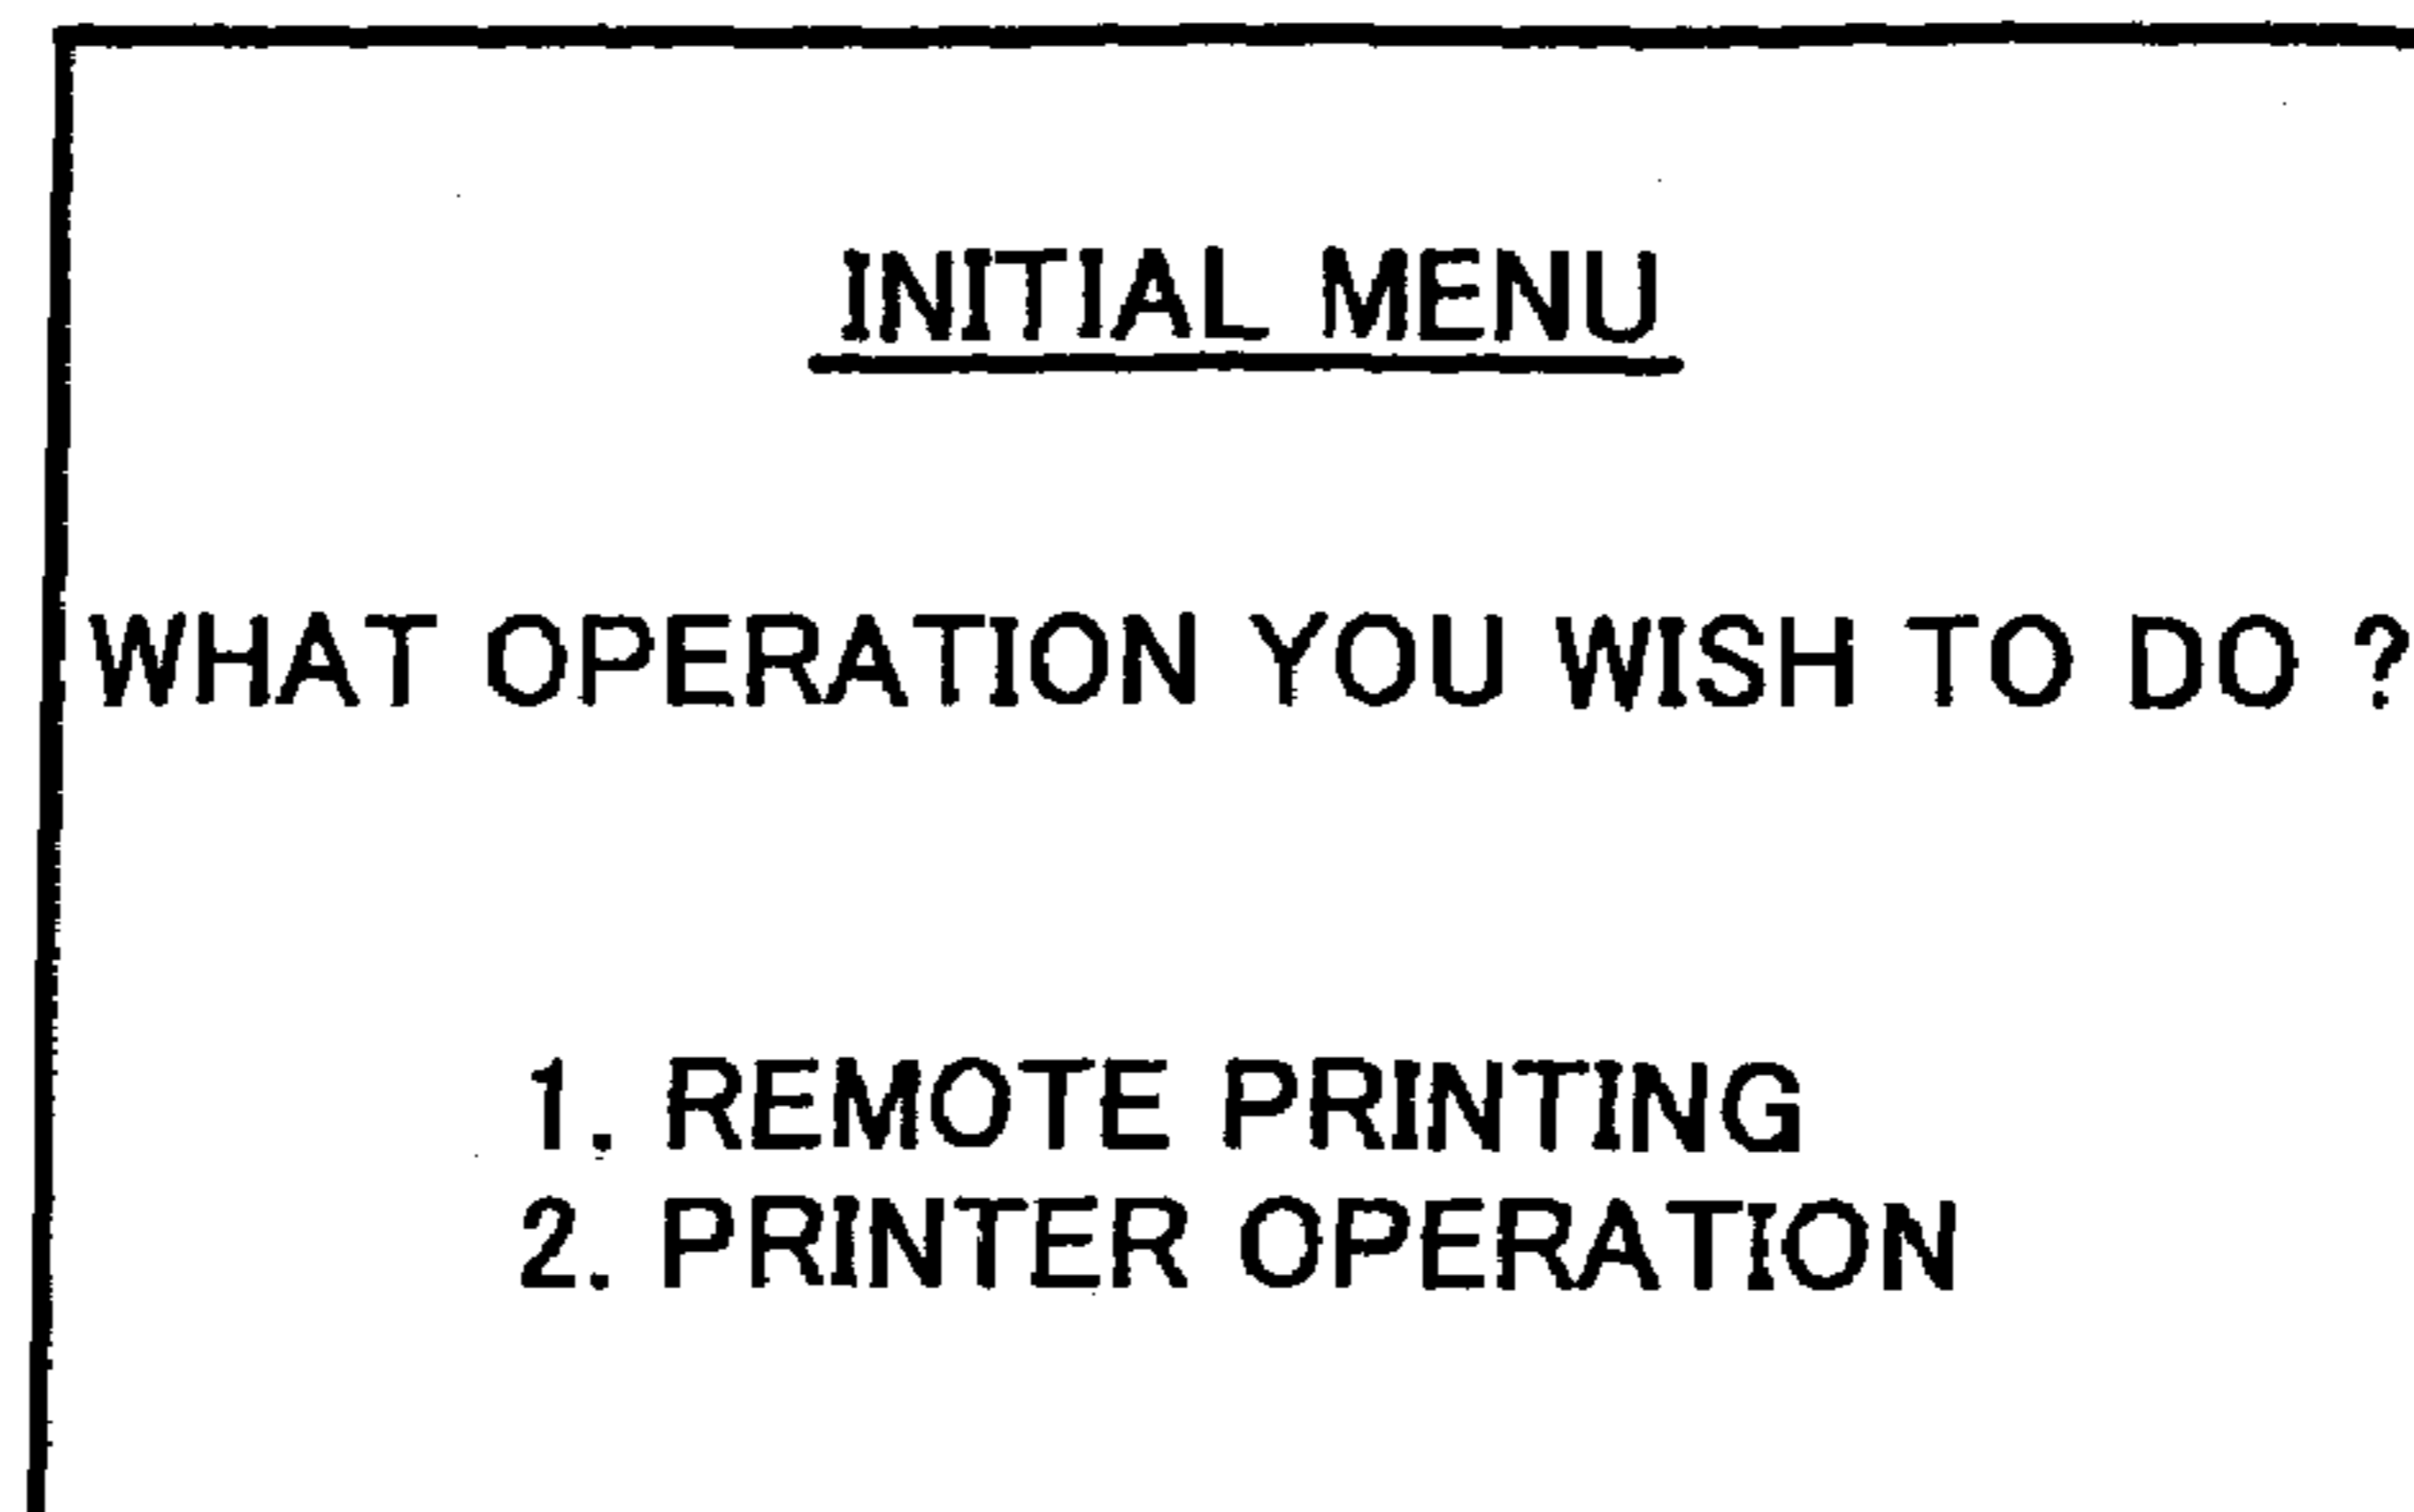 INITIAL MENU
WHAT OPERATION YOU WISH TO DO ?
1. REMOTE PRINTING
2. PRINTER OPERATION